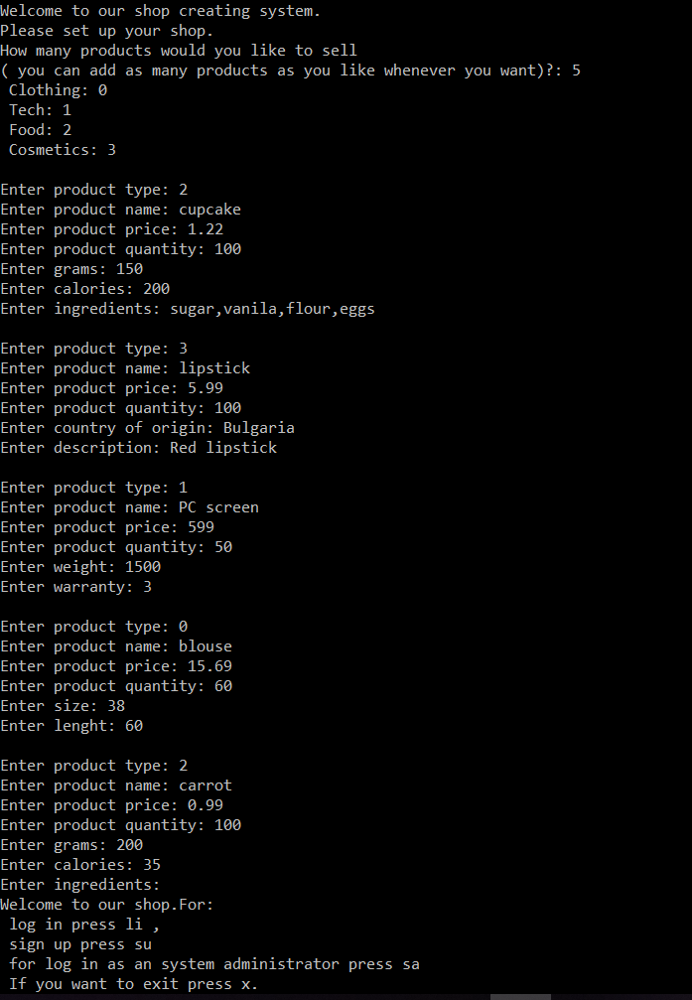 Welcome to our shop creating system.
Please set up your shop.
How many products would you like to sell
( you can add as many products as you like whenever you want)?: 5
Clothing: 0
Tech: 1
Food: 2
Cosmetics: 3
Enter product type: 2
Enter product name: cupcake
Enter product price: 1.22
Enter product quantity: 100
Enter grams: 150
Enter calories: 200
Enter ingredients: sugar,vanila,flour,eggs
Enter product type: 3
Enter product name: lipstick
Enter product price: 5.99
Enter product quantity: 100
Enter country of origin: Bulgaria
Enter description: Red lipstick
Enter product type: 1
Enter product name: PC screen
Enter product price: 599
Enter product quantity: 50
Enter weight: 1500
Enter warranty: 3
Enter product type: 0
Enter product name: blouse
Enter product price: 15.69
Enter product quantity: 60
Enter size: 38
Enter lenght: 60
Enter product type: 2
Enter product name: carrot
Enter product price: 0.99
Enter product quantity: 100
Enter grams: 200
Enter calories: 35
Enter ingredients:
Welcome to our shop.For:
log in press li ,
sign up press su
for log in as an system administrator press sa
If you want to exit press x.